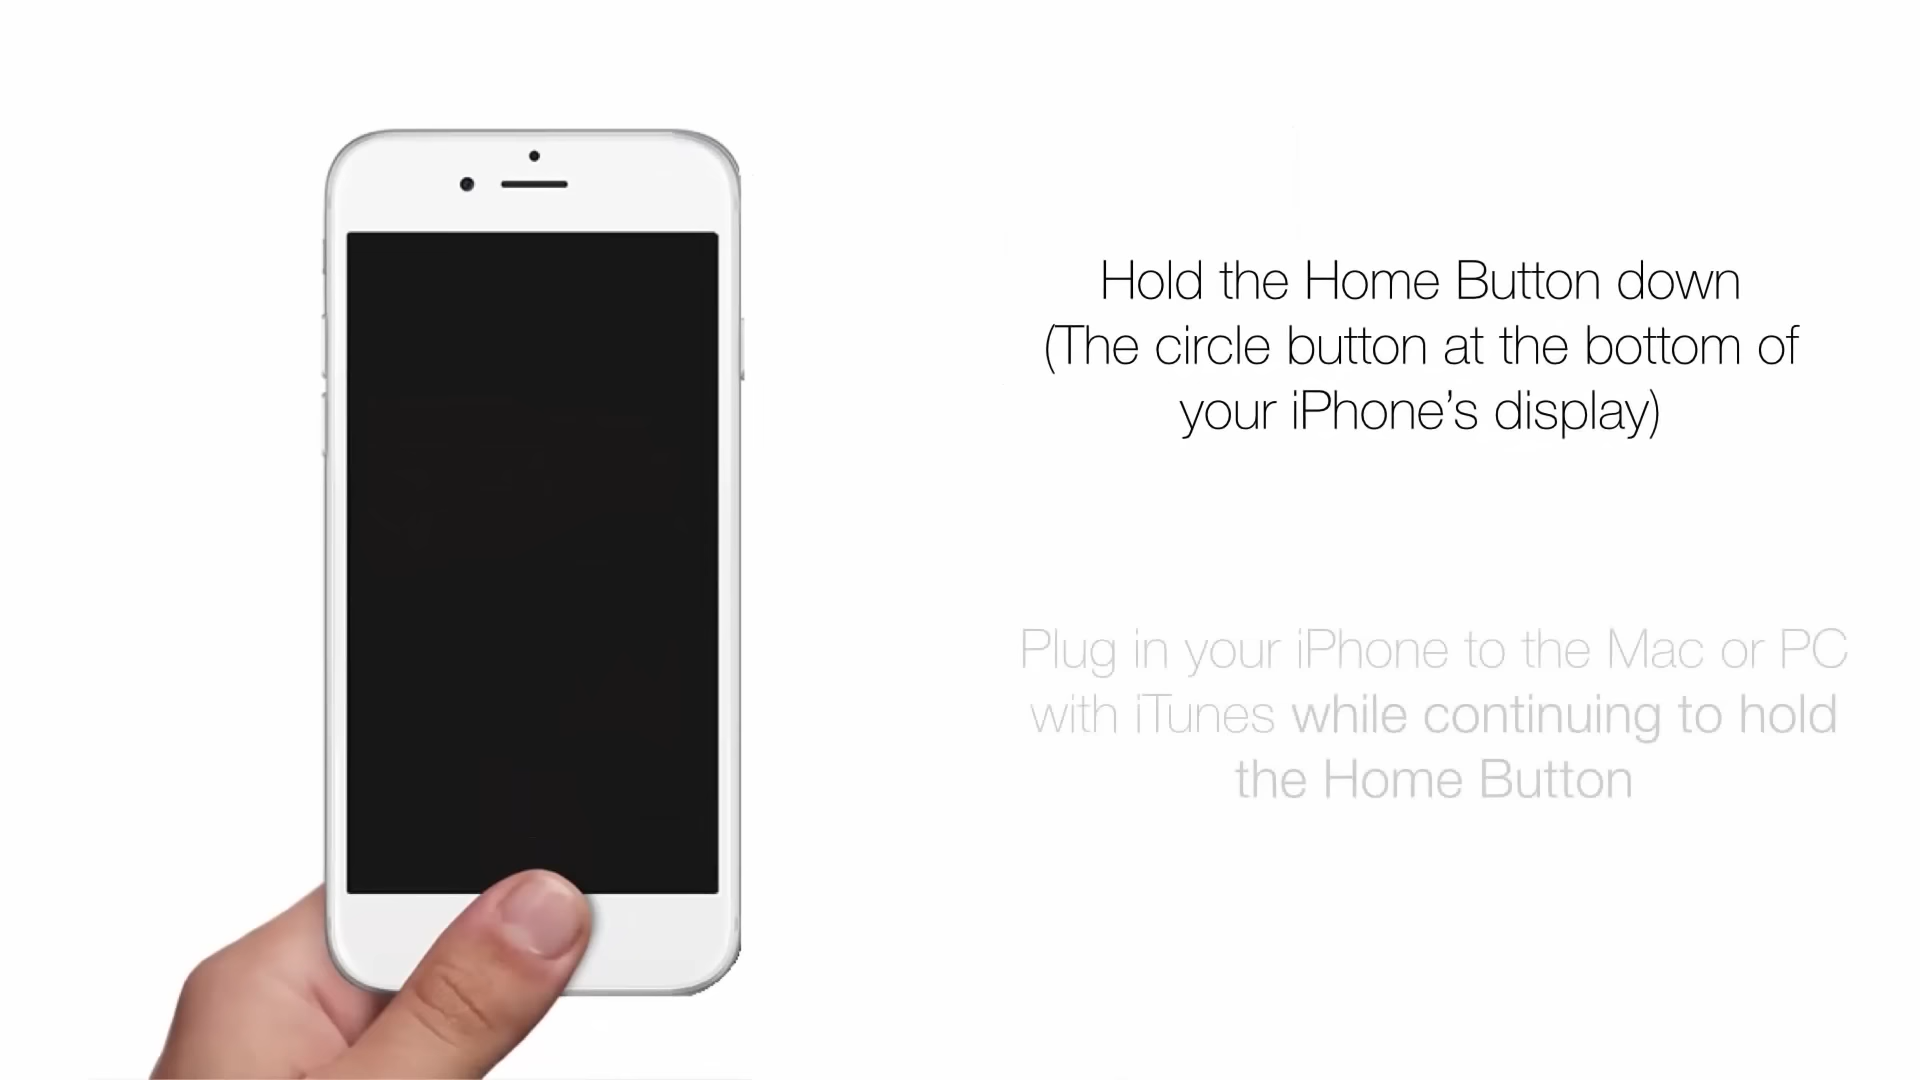 Hold the Home Button down
(The circle button at the bottom of
your iPhone’s display)
Plug in your iPhone to the Mac or PC
with iTunes while continuing to hold
the Home Button